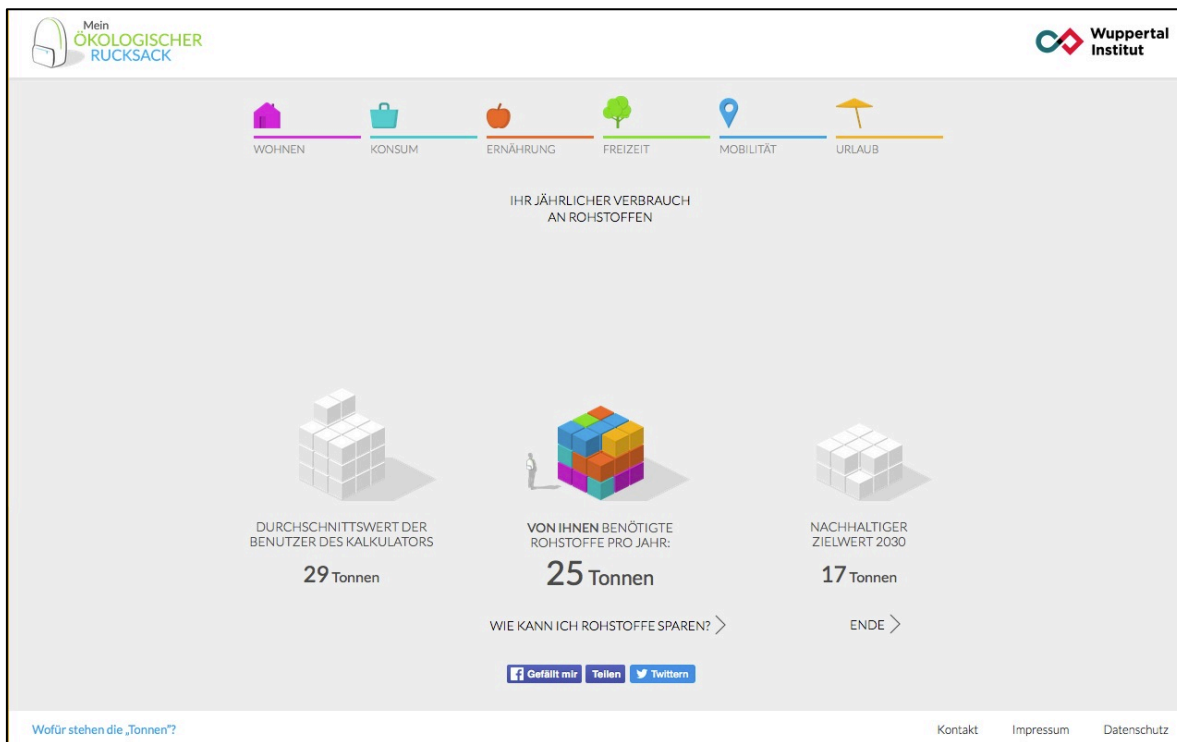 Mein
ÖKOLOGISCHER
RUCKSACK
Wuppertal
Institut
WOHNEN
KONSUM
ERNÄHRUNG
FREIZEIT
MOBILITÄT
URLAUB
IHR JÄHRLICHER VERBRAUCH
AN ROHSTOFFEN
DURCHSCHNITTSWERT DER
BENUTZER DES KALKULATORS
29 Tonnen
VON IHNEN BENÖTIGTE
ROHSTOFFE PRO JAHR:
25 Tonnen
NACHHALTIGER
ZIELWERT 2030
17 Tonnen
WIE KANN ICH ROHSTOFFE SPAREN?
ENDE
Gefällt mir
Teilen
Twittern
Wofür stehen die „Tonnen"?
Kontakt
Impressum
Datenschutz